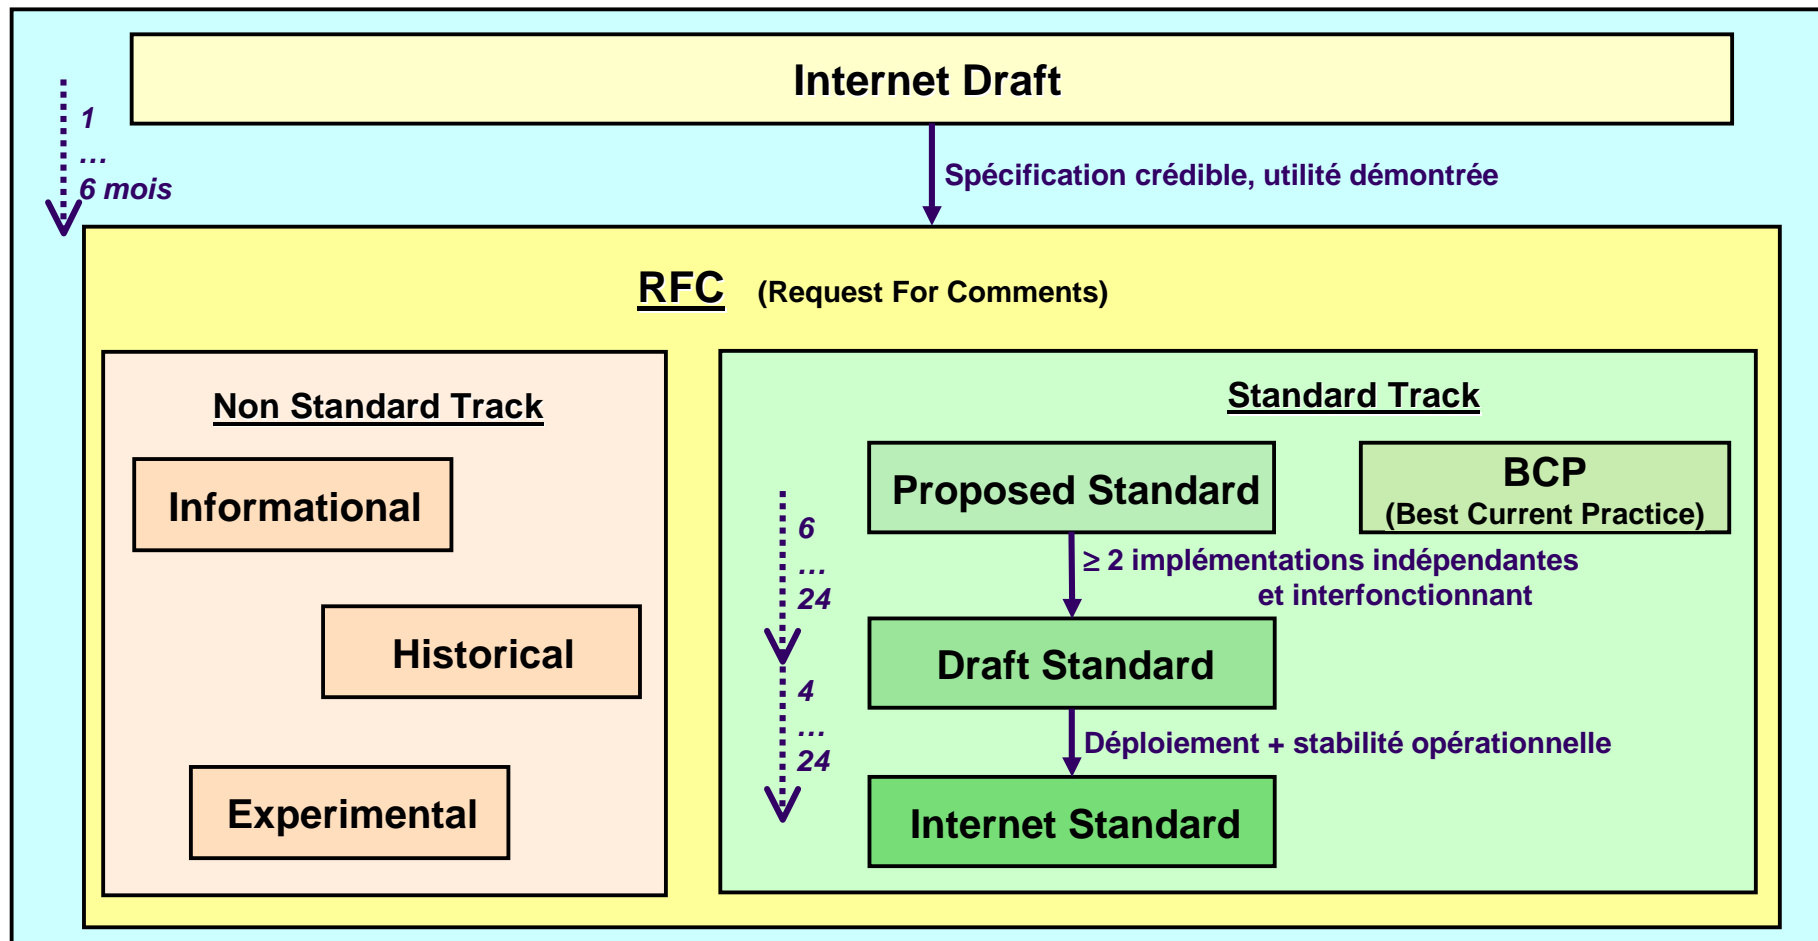 Internet Draft
1
…
6 mois
Spécification crédible, utilité démontrée
RFC (Request For Comments)
Non Standard Track
Informational
Historical
Experimental
Standard Track
Proposed Standard
BCP
(Best Current Practice)
6
…
24
≥ 2 implémentations indépendantes
et interfonctionnant
Draft Standard
4
…
24
Déploiement + stabilité opérationnelle
Internet Standard